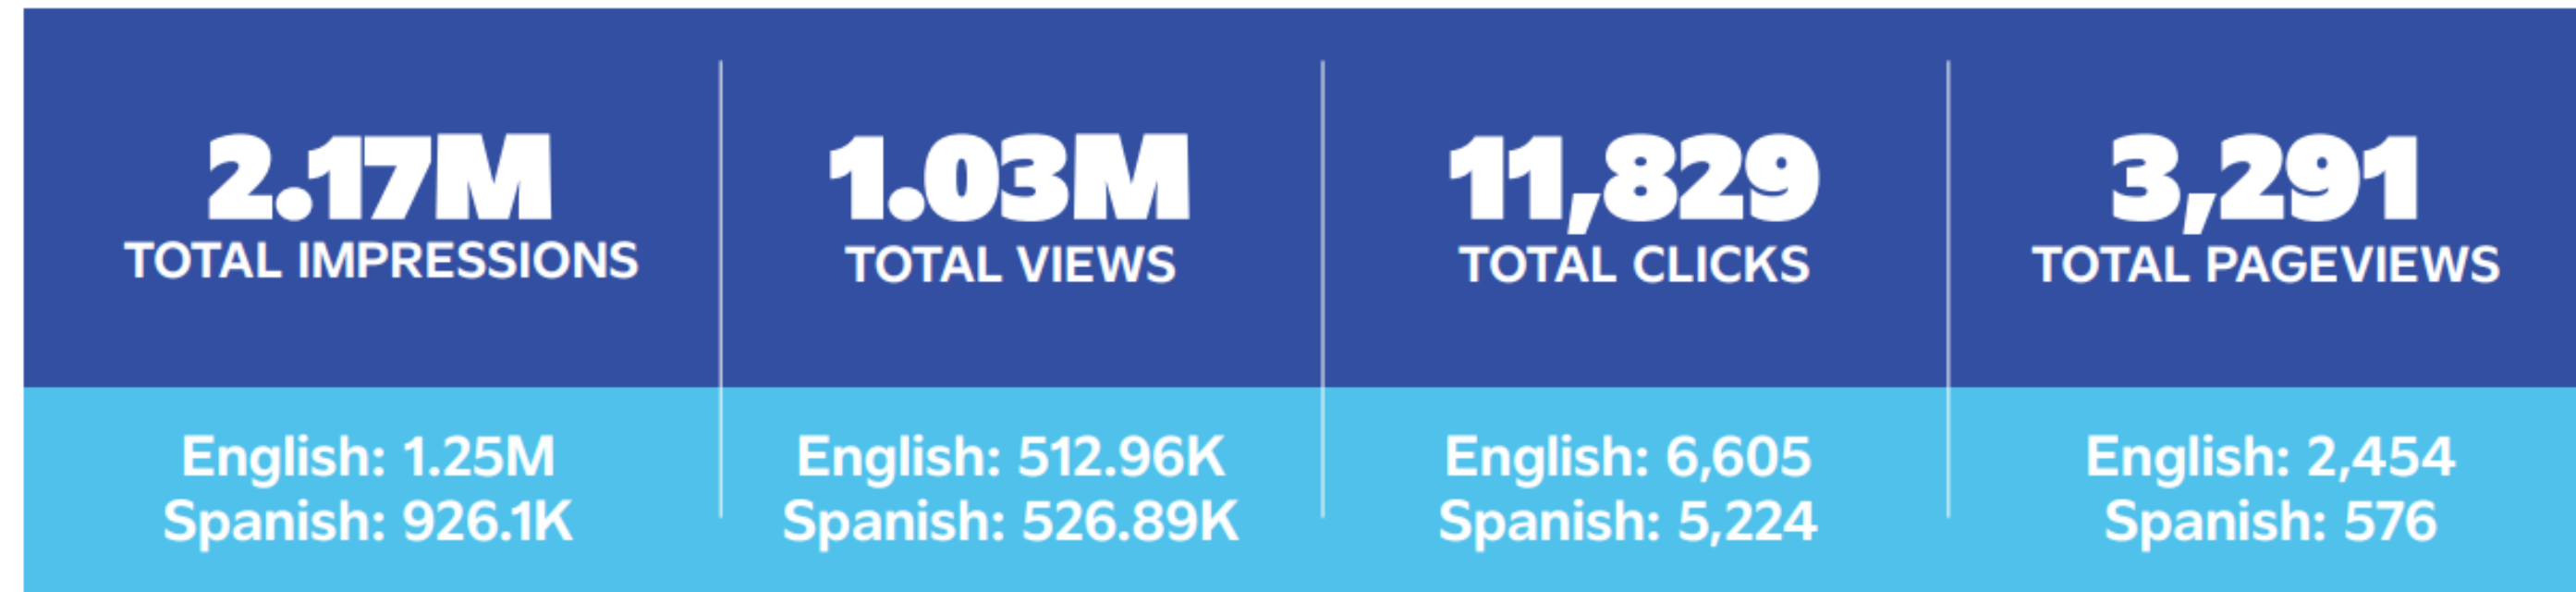 2.17M
TOTAL IMPRESSIONS
English: 1.25M
Spanish: 926.1K
1.03M
TOTAL VIEWS
English: 512.96K
Spanish: 526.89K
11,829
TOTAL CLICKS
English: 6,605
Spanish: 5,224
3,291
TOTAL PAGEVIEWS
English: 2,454
Spanish: 576